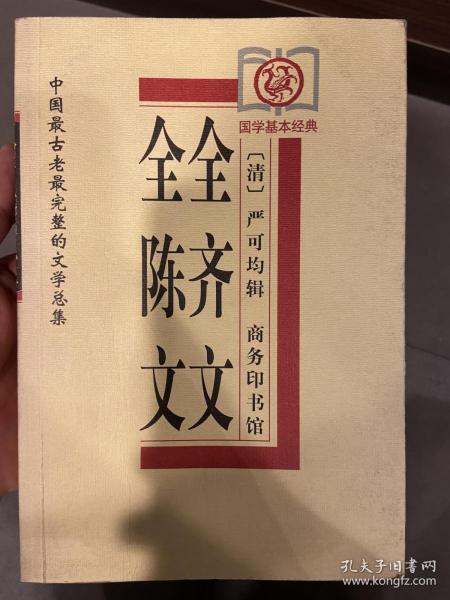 国学基本经典
〔清〕严可均辑 商务印书馆
全齐文
全陈文
中国最古老最完整的文学总集
孔夫子旧书网
www.kongfz.com